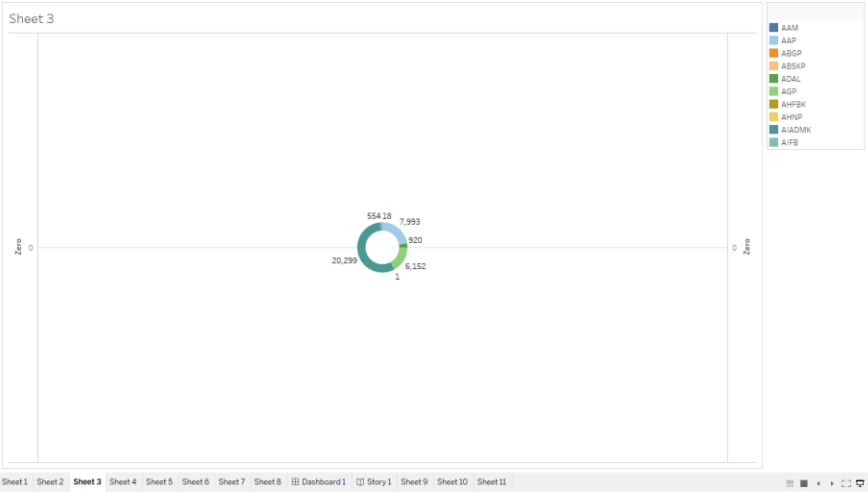 Sheet 3
AAM
AAP
ABGP
ABSKP
ADAL
AGP
AHFBK
AHNP
AIADMK
AIFB
554 18
7,993
920
20,299
6,152
1
Zero
0
0
Zero
Sheet 1 Sheet 2 Sheet 3 Sheet 4 Sheet 5 Sheet 6 Sheet 7 Sheet 8 Dashboard 1 Story 1 Sheet 9 Sheet 10 Sheet 11